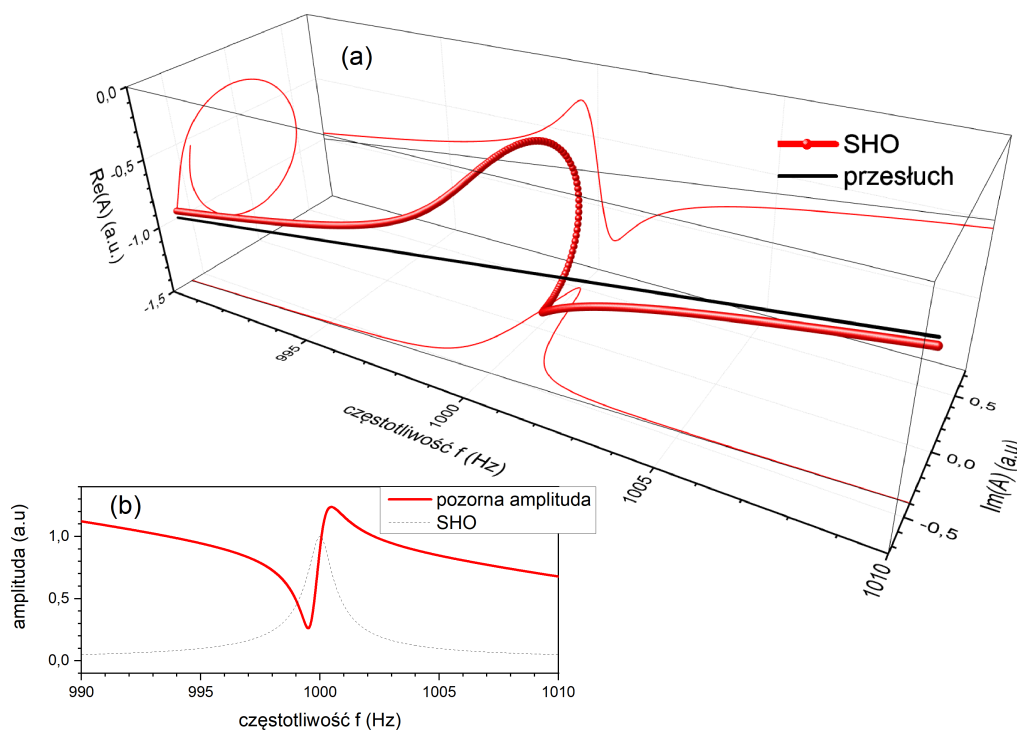 (a)
0,0
-0,5
-1,0
-1,5
Re(A) (a.u.)
SHO
przesłuch
995
1000
1005
1010
częstotliwość f (Hz)
0,5
0,0
-0,5
Im(A) (a.u)
(b)
pozorna amplituda
SHO
1,0
0,5
0,0
amplituda (a.u)
990 995 1000 1005 1010
częstotliwość f (Hz)